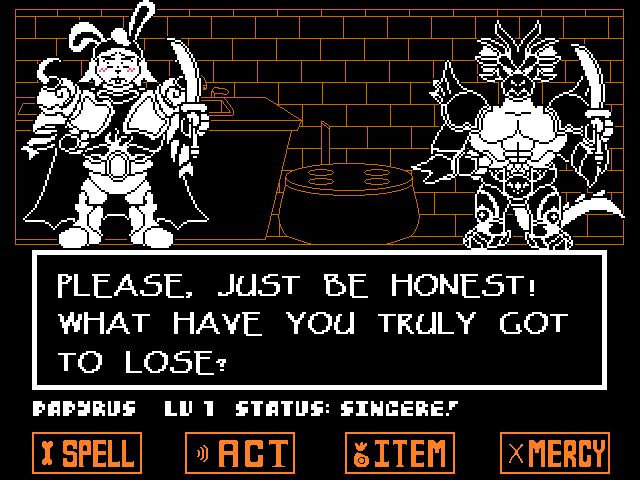 PLEASE, JUST BE HONEST!
WHAT HAVE YOU TRULY GOT
TO LOSE?
PAPYRUS LV 1 STATUS: SINCERE!
SPELL ACT ITEM MERCY